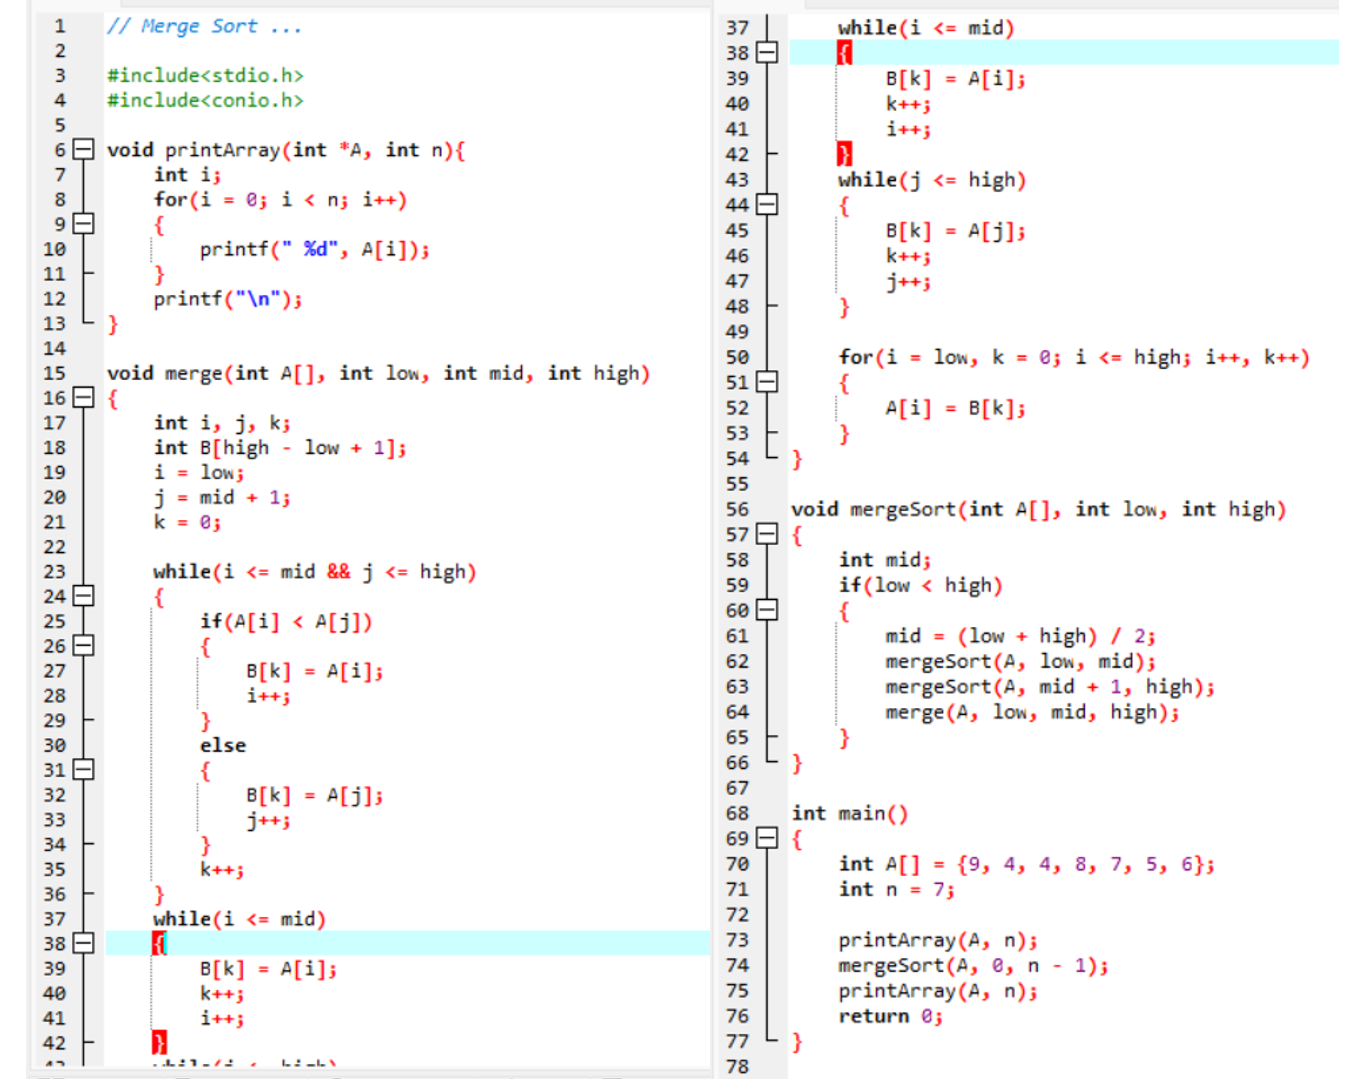 1 // Merge Sort ...
2
3 #include<stdio.h>
4 #include<conio.h>
5
6 void printArray(int *A, int n){
7 int i;
8 for(i = 0; i < n; i++)
9 {
10 printf(" %d", A[i]);
11 }
12 printf("\n");
13 }
14
15 void merge(int A[], int low, int mid, int high)
16 {
17 int i, j, k;
18 int B[high - low + 1];
19 i = low;
20 j = mid + 1;
21 k = 0;
22
23 while(i <= mid && j <= high)
24 {
25 if(A[i] < A[j])
26 {
27 B[k] = A[i];
28 i++;
29 }
30 else
31 {
32 B[k] = A[j];
33 j++;
34 }
35 k++;
36 }
37 while(i <= mid)
38 {
39 B[k] = A[i];
40 k++;
41 i++;
42 }
37 while(i <= mid)
38 {
39 B[k] = A[i];
40 k++;
41 i++;
42 }
43 while(j <= high)
44 {
45 B[k] = A[j];
46 k++;
47 j++;
48 }
49
50 for(i = low, k = 0; i <= high; i++, k++)
51 {
52 A[i] = B[k];
53 }
54 }
55
56 void mergeSort(int A[], int low, int high)
57 {
58 int mid;
59 if(low < high)
60 {
61 mid = (low + high) / 2;
62 mergeSort(A, low, mid);
63 mergeSort(A, mid + 1, high);
64 merge(A, low, mid, high);
65 }
66 }
67
68 int main()
69 {
70 int A[] = {9, 4, 4, 8, 7, 5, 6};
71 int n = 7;
72
73 printArray(A, n);
74 mergeSort(A, 0, n - 1);
75 printArray(A, n);
76 return 0;
77 }
78